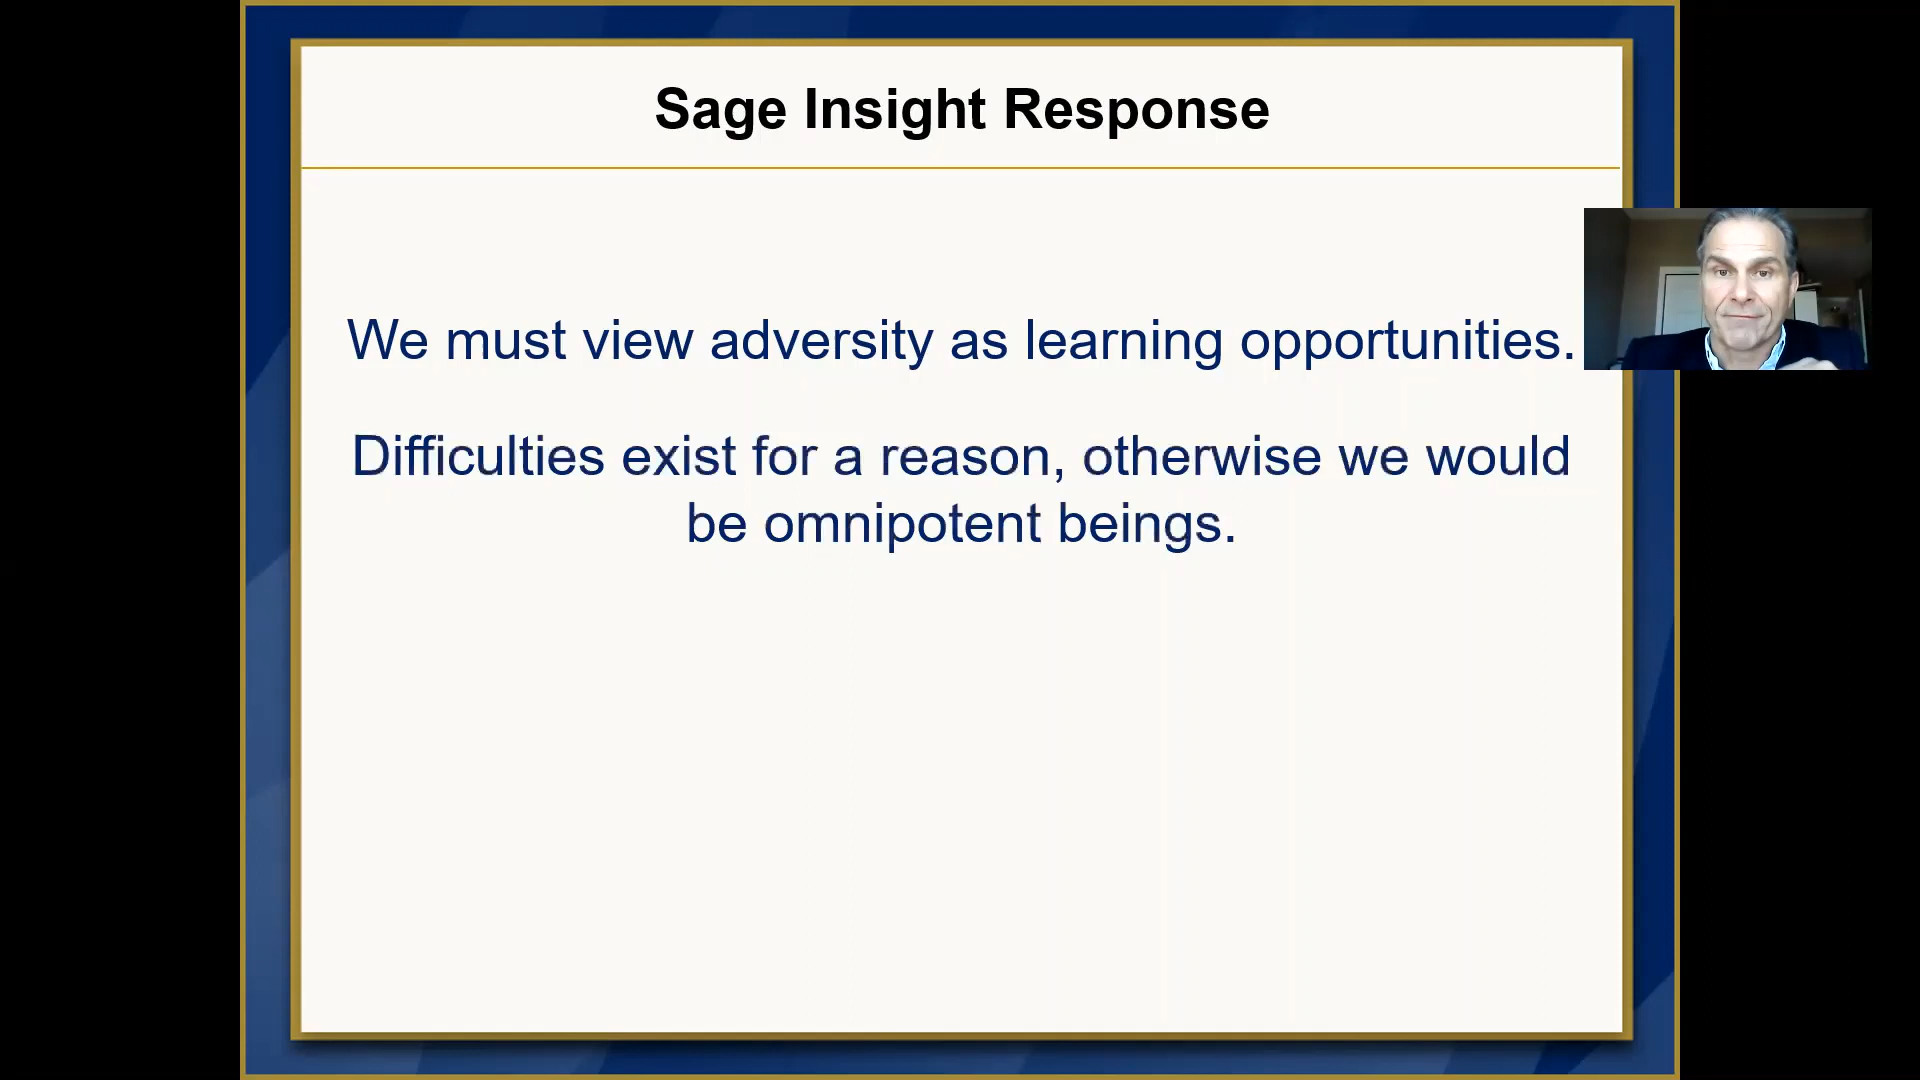 Sage Insight Response
We must view adversity as learning opportunities.
Difficulties exist for a reason, otherwise we would
be omnipotent beings.